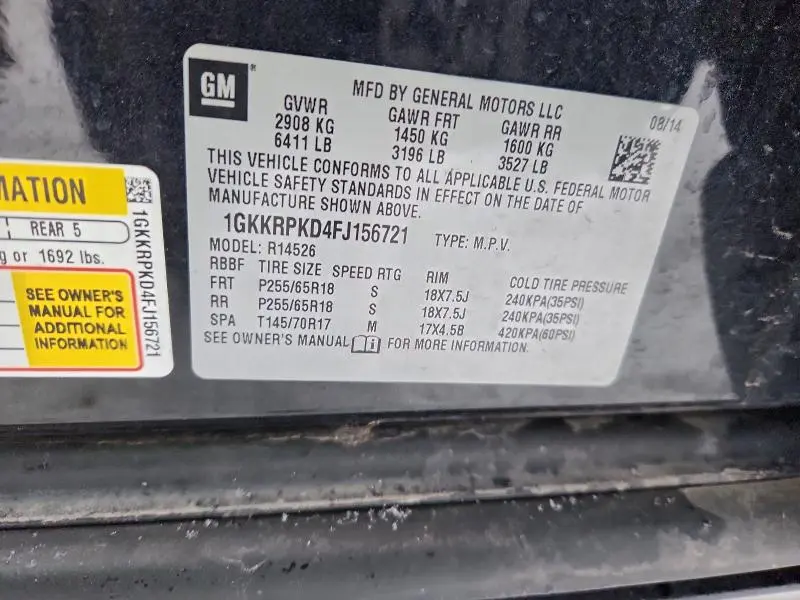 MATION
REAR 5
g or 1692 lbs.
SEE OWNER'S
MANUAL FOR
ADDITIONAL
INFORMATION
1GKKRPKD4FJ156721
GM®
MFD BY GENERAL MOTORS LLC
08/14
GVWR GAWR FRT GAWR RR
2908 KG 1450 KG 1600 KG
6411 LB 3196 LB 3527 LB
THIS VEHICLE CONFORMS TO ALL APPLICABLE U.S. FEDERAL MOTOR
VEHICLE SAFETY STANDARDS IN EFFECT ON THE DATE OF
MANUFACTURE SHOWN ABOVE.
1GKKRPKD4FJ156721 TYPE: M.P.V.
MODEL: R14526
RBBF TIRE SIZE SPEED RTG RIM COLD TIRE PRESSURE
FRT P255/65R18 S 18X7.5J 240KPA(35PSI)
RR P255/65R18 S 18X7.5J 240KPA(35PSI)
SPA T145/70R17 M 17X4.5B 420KPA(60PSI)
SEE OWNER'S MANUAL i FOR MORE INFORMATION.